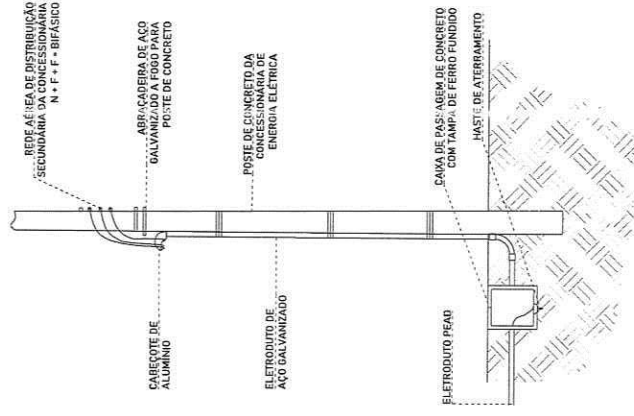 REDE AÉREA DE DISTRIBUIÇÃO
SECUNDÁRIA DA CONCESSIONÁRIA
N + F + F = BIFÁSICO
ABRAÇADEIRA DE AÇO
GALVANIZADO A FOGO PARA
POSTE DE CONCRETO
POSTE DE CONCRETO DA
CONCESSIONÁRIA DE
ENERGIA ELÉTRICA
CAIXA DE PASSAGEM DE CONCRETO
COM TAMPA DE FERRO FUNDIDO
HASTE DE ATERRAMENTO
CABEÇOTE DE
ALUMÍNIO
ELETRODUTO DE
AÇO GALVANIZADO
ELETRODUTO PEAD